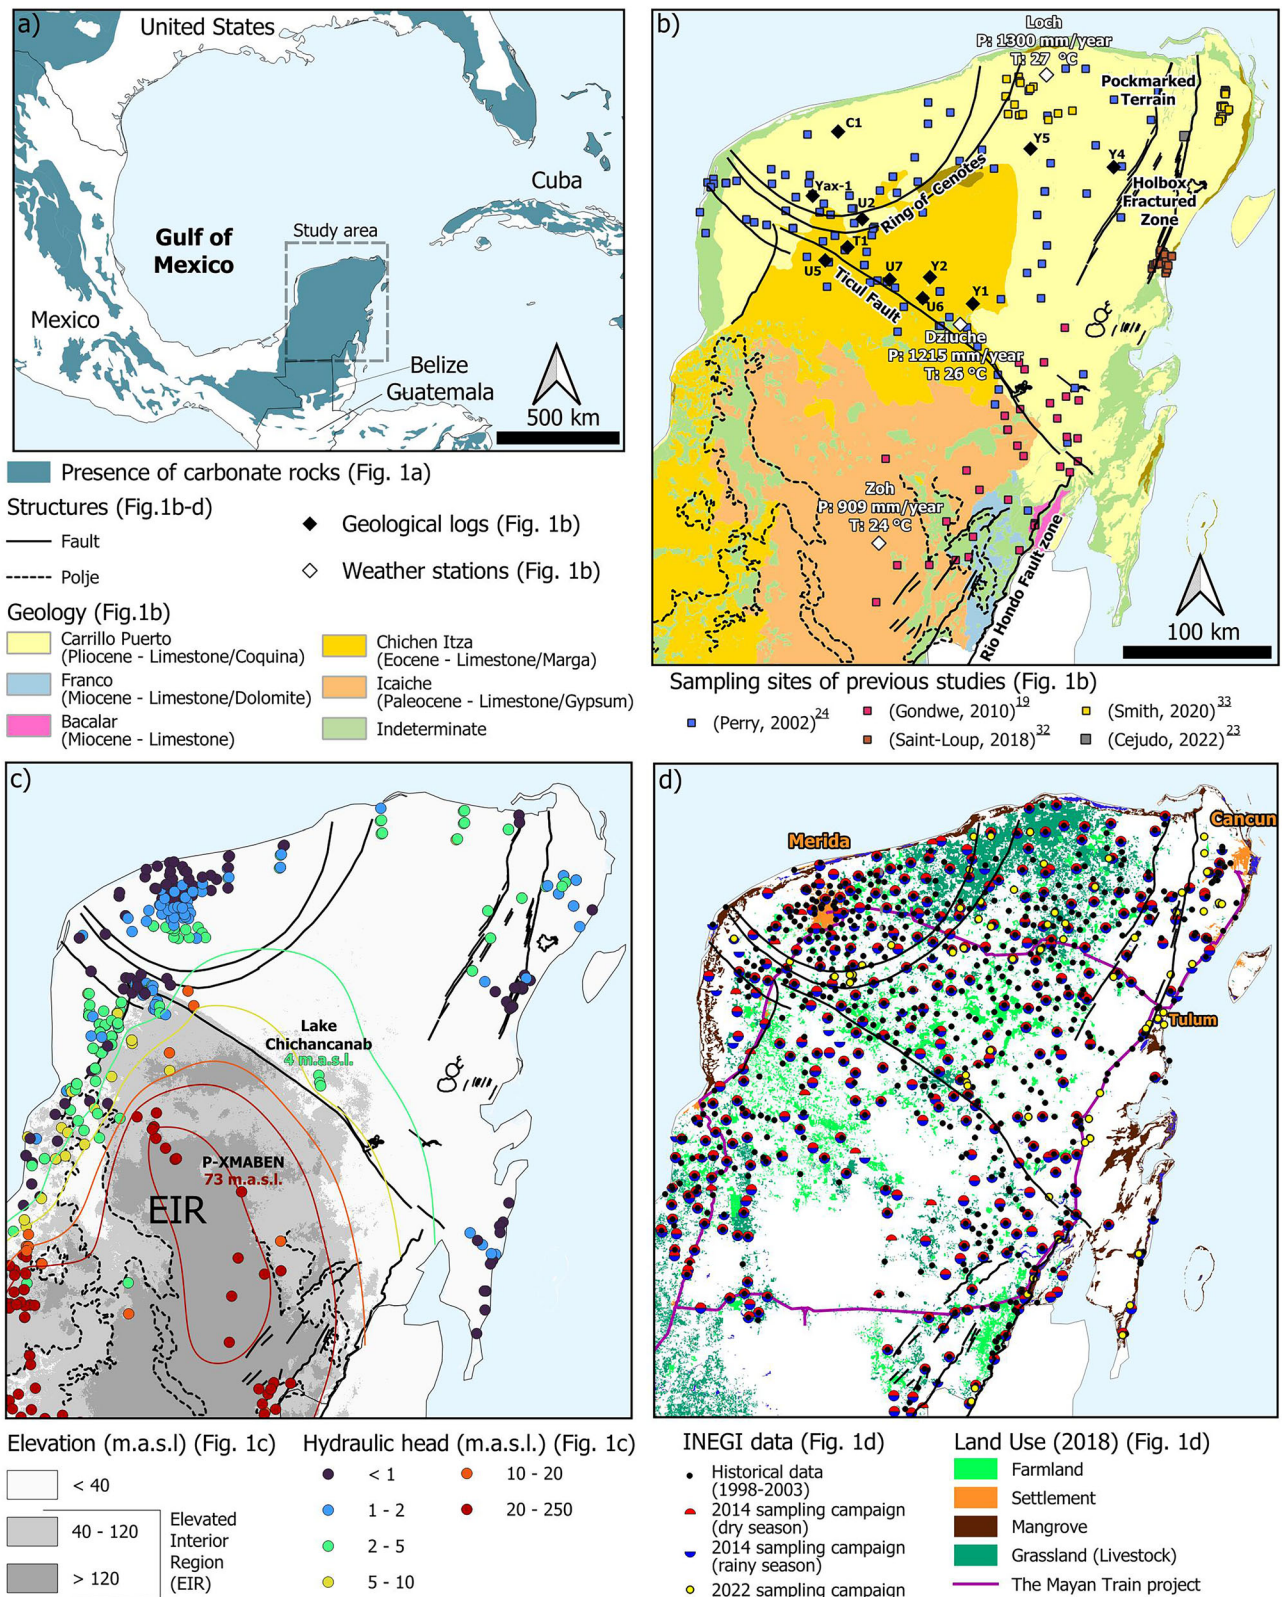 a)
United States
Cuba
Study area
Gulf of
Mexico
Mexico
Belize
Guatemala
500 km
Presence of carbonate rocks (Fig. 1a)
Structures (Fig.1b-d)
Fault
Polje
Geological logs (Fig. 1b)
Weather stations (Fig. 1b)
Geology (Fig.1b)
Carrillo Puerto
(Pliocene - Limestone/Coquina)
Franco
(Miocene - Limestone/Dolomite)
Bacalar
(Miocene - Limestone)
Chichen Itza
(Eocene - Limestone/Marga)
Icaiche
(Paleocene - Limestone/Gypsum)
Indeterminate
b)
Loch
P: 1300 mm/year
T: 27 °C
Pockmarked
Terrain
C1
Y5
Y4
Yax-1
U2
Ring of Cenotes
Holbox
Fractured
Zone
T1
U5
U7
Y2
Ticul Fault
U6
Y1
Dziuche
P: 1215 mm/year
T: 26 °C
Zoh
P: 909 mm/year
T: 24 °C
Rio Hondo Fault zone
100 km
Sampling sites of previous studies (Fig. 1b)
(Perry, 2002)24
(Gondwe, 2010)19
(Smith, 2020)33
(Saint-Loup, 2018)32
(Cejudo, 2022)23
c)
Lake
Chichancanab
4 m.a.s.l.
P-XMABEN
73 m.a.s.l.
EIR
Elevation (m.a.s.l) (Fig. 1c)
< 40
40 - 120
> 120
Elevated
Interior
Region
(EIR)
Hydraulic head (m.a.s.l.) (Fig. 1c)
< 1
1 - 2
2 - 5
5 - 10
10 - 20
20 - 250
d)
Merida
Cancun
Tulum
INEGI data (Fig. 1d)
Historical data
(1998-2003)
2014 sampling campaign
(dry season)
2014 sampling campaign
(rainy season)
2022 sampling campaign
Land Use (2018) (Fig. 1d)
Farmland
Settlement
Mangrove
Grassland (Livestock)
The Mayan Train project